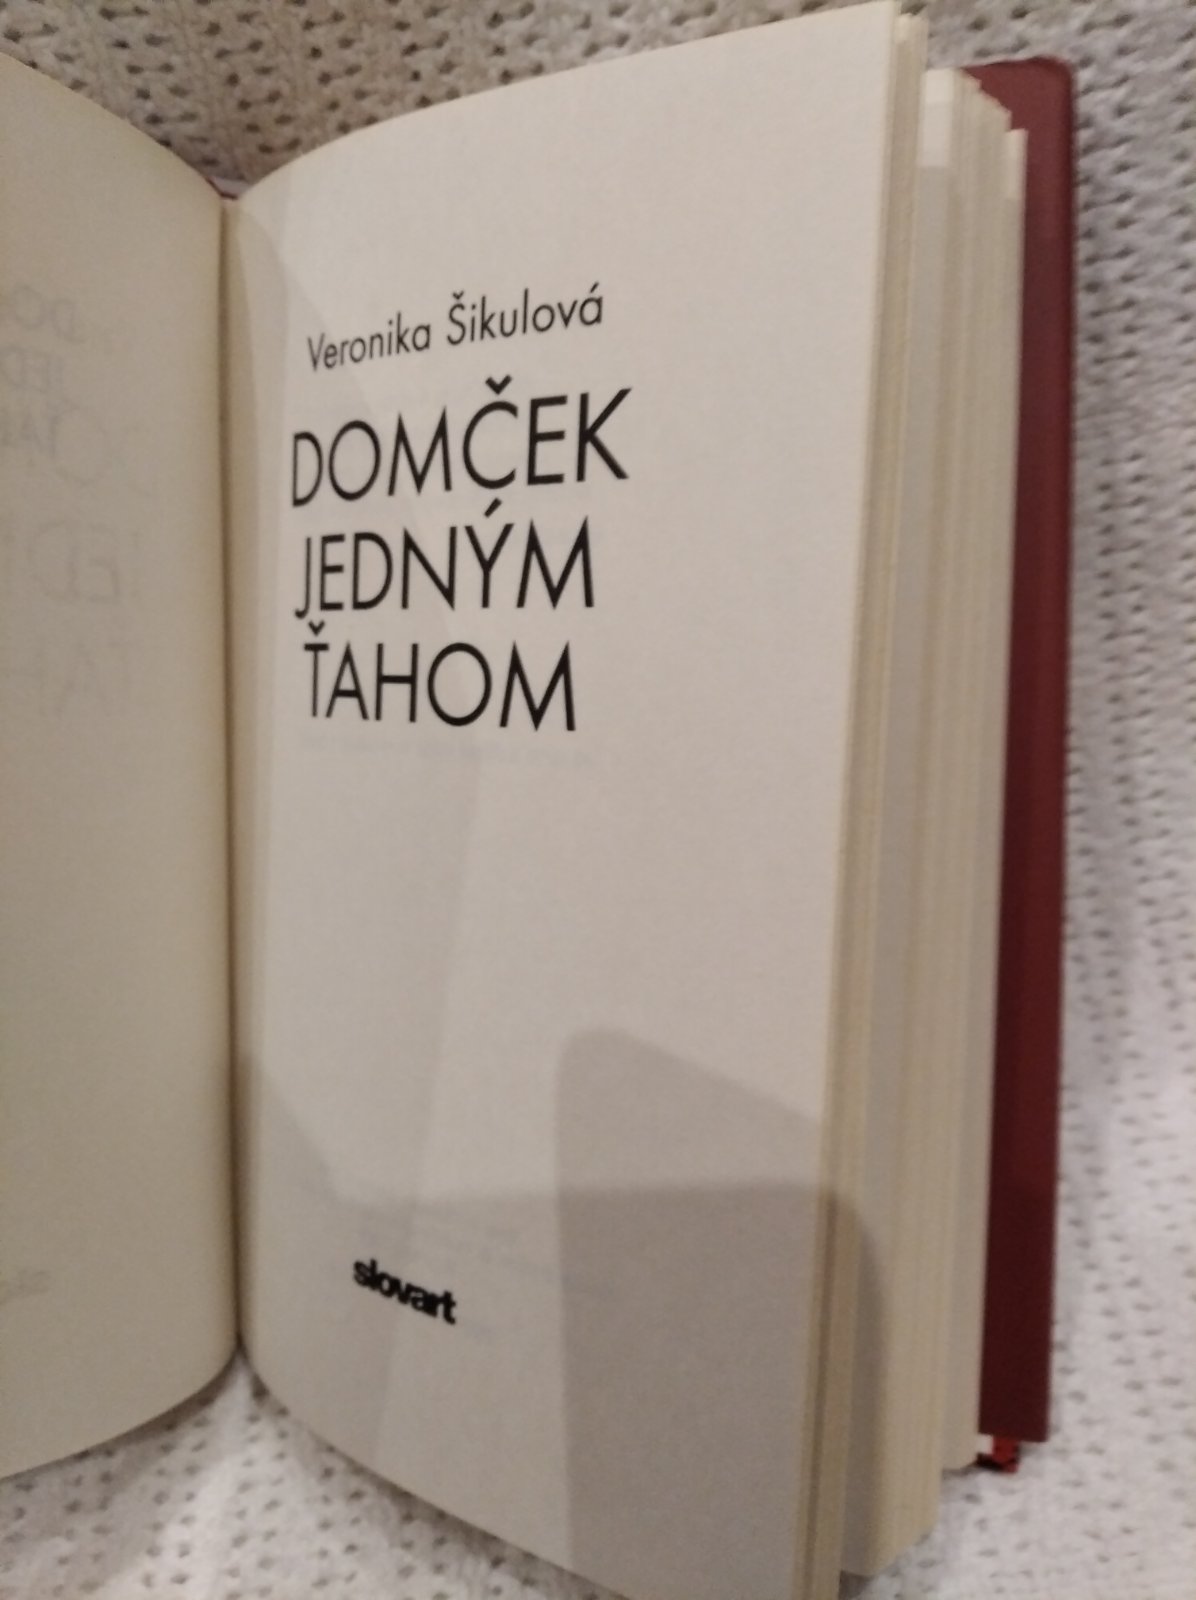 Veronika Šikulová
DOMČEK
JEDNÝM
ŤAHOM
slovart